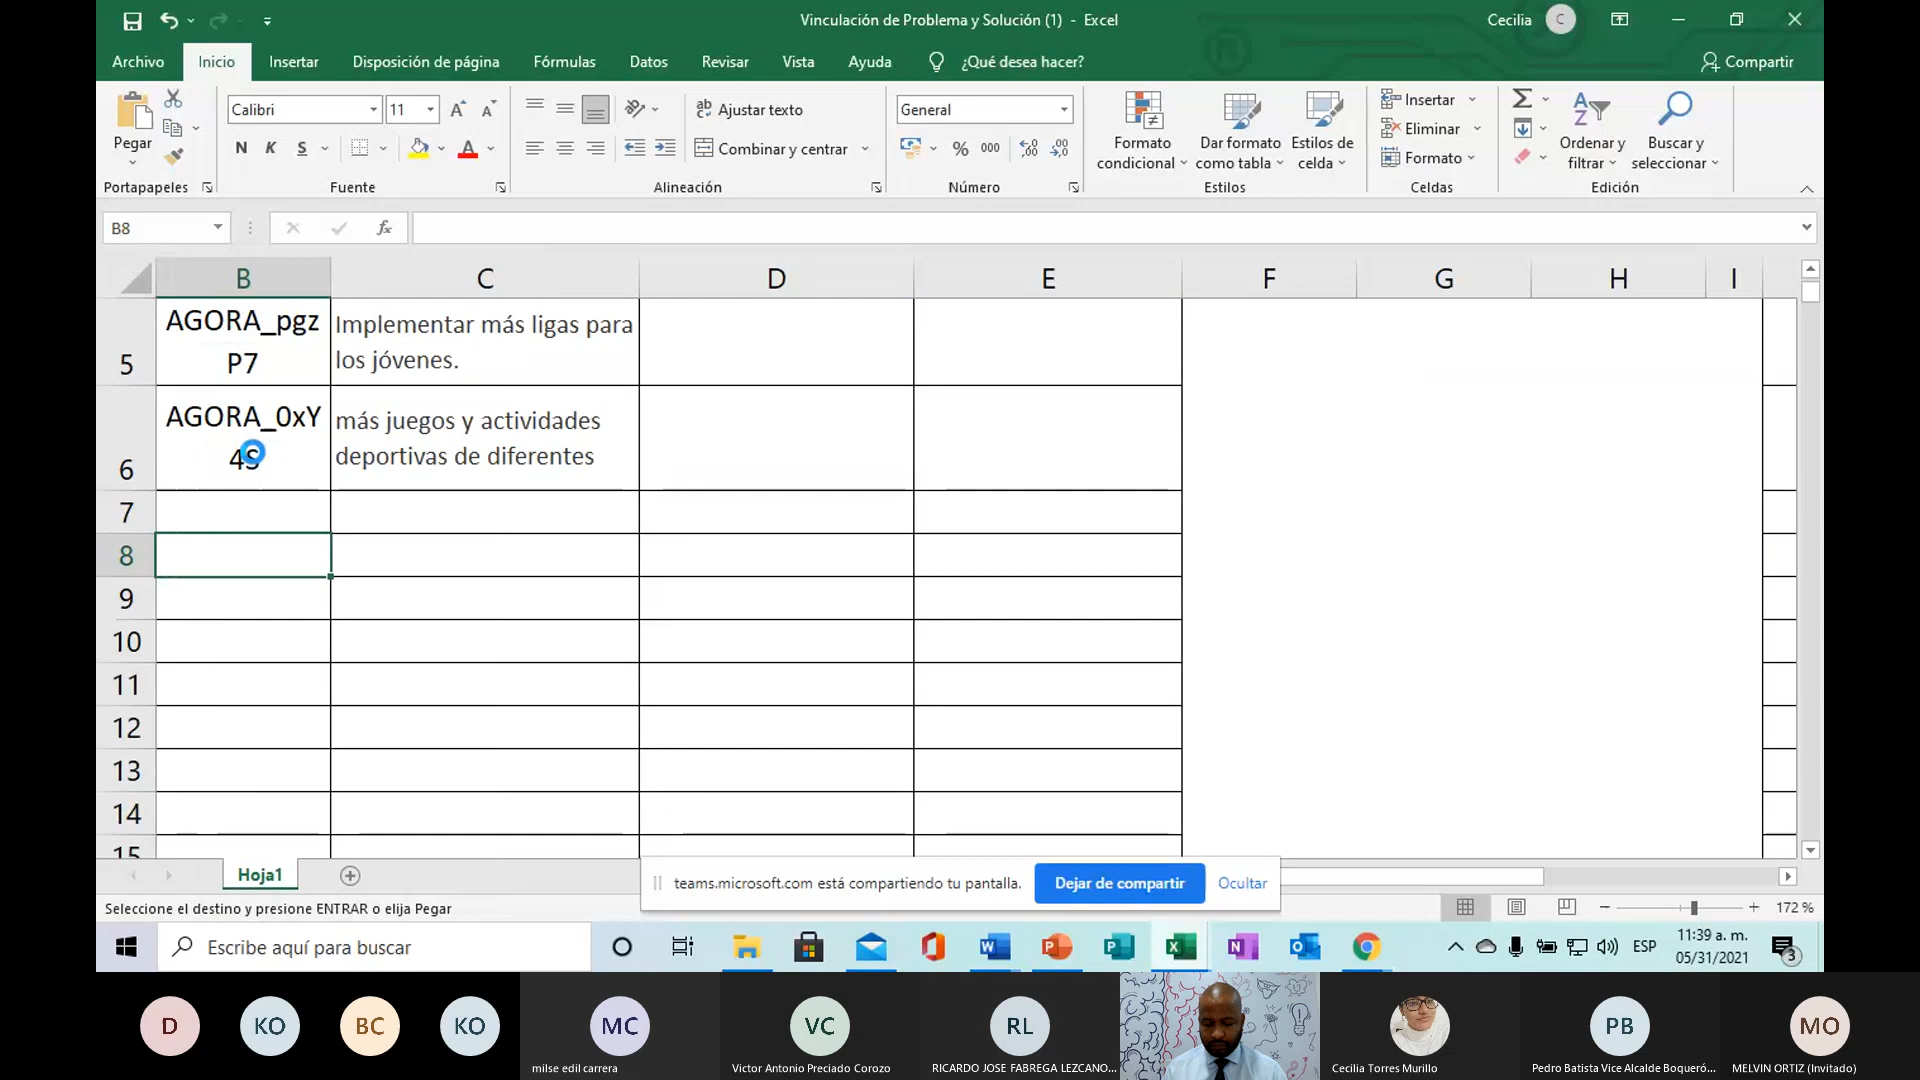 Vinculación de Problema y Solución (1) - Excel
Cecilia
C
Archivo
Inicio
Insertar
Disposición de página
Fórmulas
Datos
Revisar
Vista
Ayuda
¿Qué desea hacer?
Compartir
Pegar
Portapapeles
Calibri
11
N K S
Fuente
Ajustar texto
Combinar y centrar
Alineación
General
% 000
Número
Formato condicional
Dar formato como tabla
Estilos de celda
Estilos
Insertar
Eliminar
Formato
Celdas
Ordenar y filtrar
Buscar y seleccionar
Edición
B8
fx
B C D E F G H I
5
AGORA_pgz
P7
Implementar más ligas para
los jóvenes.
6
AGORA_0xY
4S
más juegos y actividades
deportivas de diferentes
7
8
9
10
11
12
13
14
15
Hoja1
teams.microsoft.com está compartiendo tu pantalla.
Dejar de compartir
Ocultar
Seleccione el destino y presione ENTRAR o elija Pegar
172 %
Escribe aquí para buscar
ESP
11:39 a. m.
05/31/2021
3
D
KO
BC
KO
MC
VC
RL
PB
MO
milse edil carrera
Victor Antonio Preciado Corozo
RICARDO JOSE FABREGA LEZCANO...
Cecilia Torres Murillo
Pedro Batista Vice Alcalde Boqueró...
MELVIN ORTIZ (Invitado)